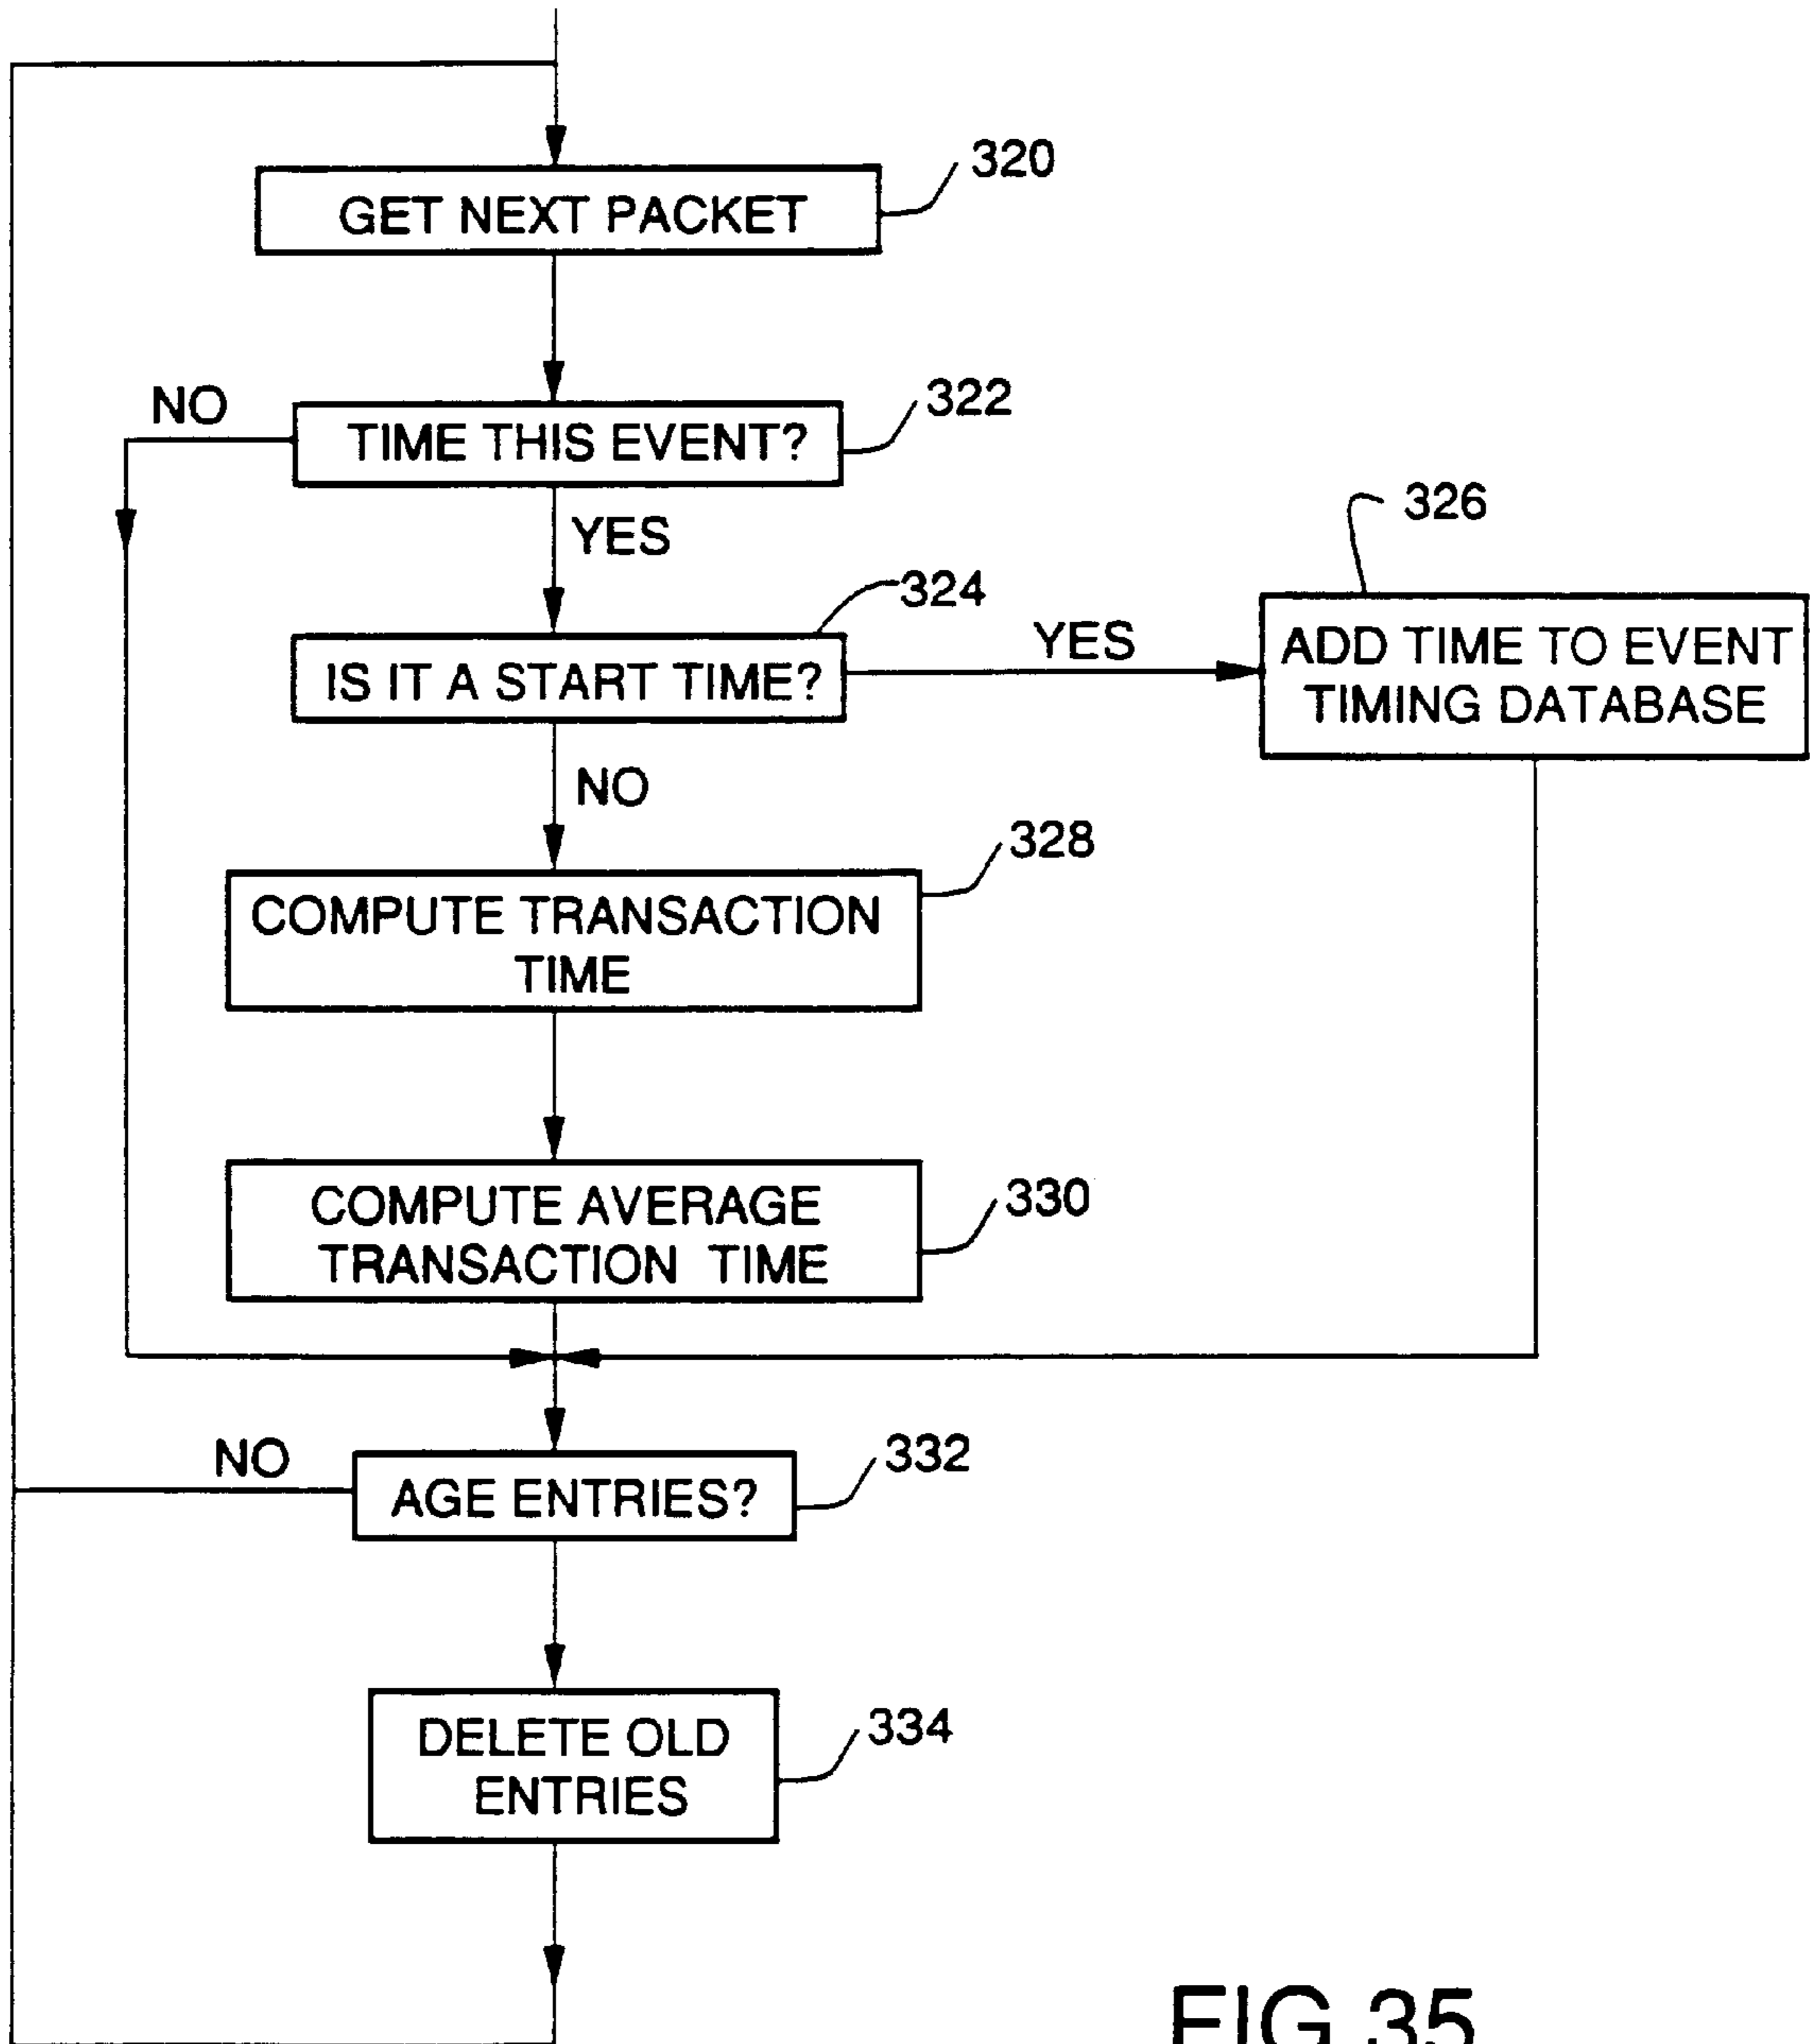 320
GET NEXT PACKET
NO
322
TIME THIS EVENT?
YES
326
324
IS IT A START TIME?
YES
ADD TIME TO EVENT
TIMING DATABASE
NO
328
COMPUTE TRANSACTION
TIME
330
COMPUTE AVERAGE
TRANSACTION TIME
NO
332
AGE ENTRIES?
334
DELETE OLD
ENTRIES
FIG.35